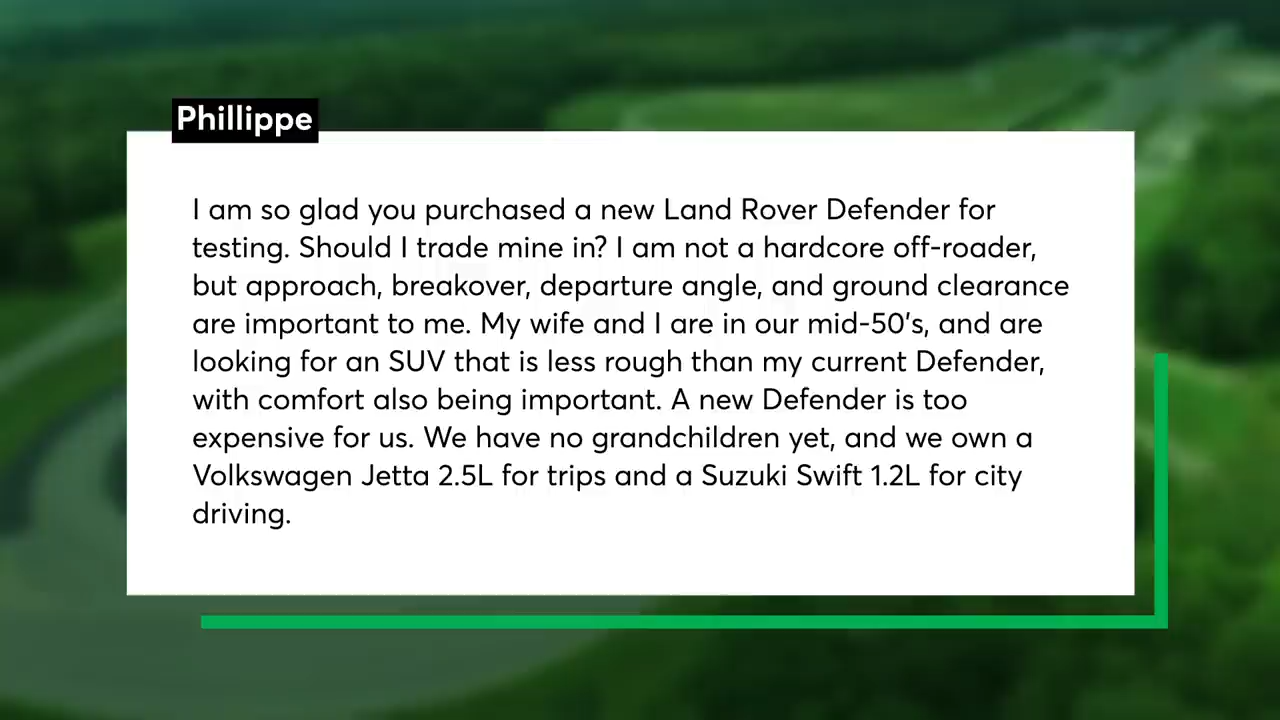 Phillippe
I am so glad you purchased a new Land Rover Defender for
testing. Should I trade mine in? I am not a hardcore off-roader,
but approach, breakover, departure angle, and ground clearance
are important to me. My wife and I are in our mid-50's, and are
looking for an SUV that is less rough than my current Defender,
with comfort also being important. A new Defender is too
expensive for us. We have no grandchildren yet, and we own a
Volkswagen Jetta 2.5L for trips and a Suzuki Swift 1.2L for city
driving.